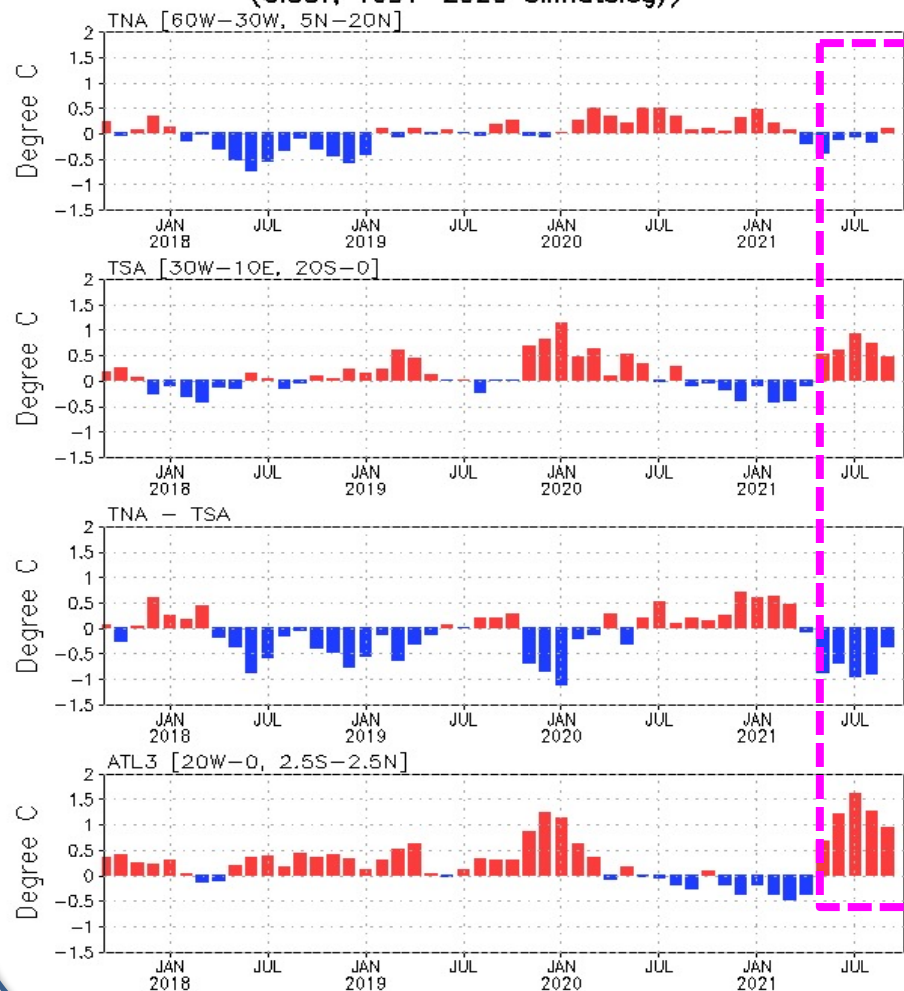 TNA [60W-30W, 5N-20N]
Degree C
2
1.5
1
0.5
0
-0.5
-1
-1.5
JAN 2018
JUL
JAN 2019
JUL
JAN 2020
JUL
JAN 2021
JUL
TSA [30W-10E, 20S-0]
Degree C
2
1.5
1
0.5
0
-0.5
-1
-1.5
JAN 2018
JUL
JAN 2019
JUL
JAN 2020
JUL
JAN 2021
JUL
TNA - TSA
Degree C
2
1.5
1
0.5
0
-0.5
-1
-1.5
JAN 2018
JUL
JAN 2019
JUL
JAN 2020
JUL
JAN 2021
JUL
ATL3 [20W-0, 2.5S-2.5N]
Degree C
2
1.5
1
0.5
0
-0.5
-1
-1.5
JAN 2018
JUL
JAN 2019
JUL
JAN 2020
JUL
JAN 2021
JUL